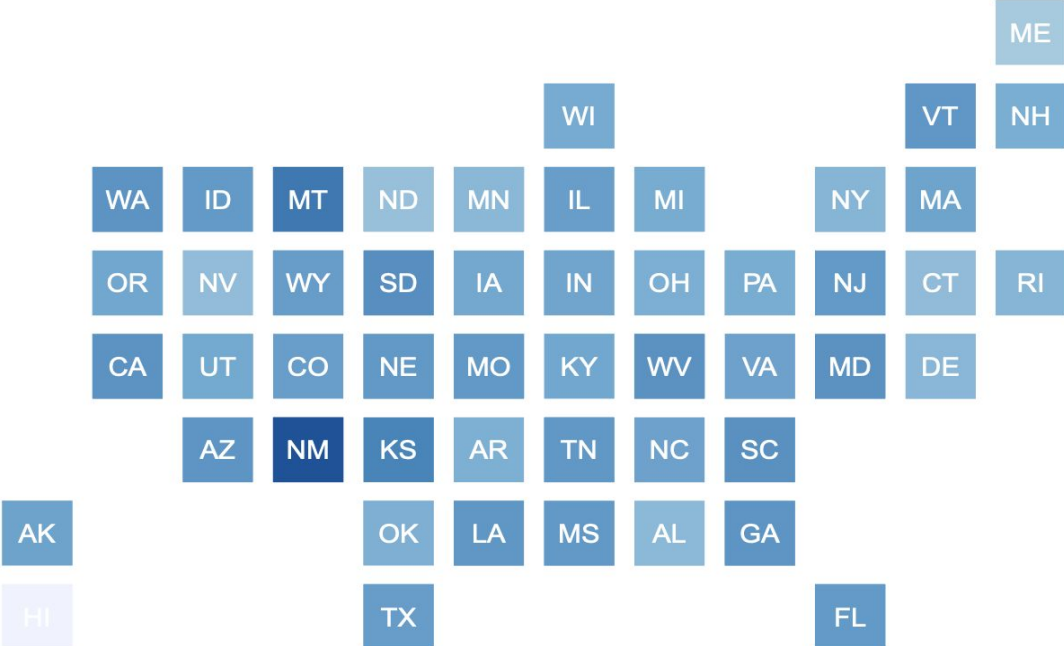 ME
WI VT NH
WA ID MT ND MN IL MI NY MA
OR NV WY SD IA IN OH PA NJ CT RI
CA UT CO NE MO KY WV VA MD DE
AZ NM KS AR TN NC SC
AK OK LA MS AL GA
HI TX FL